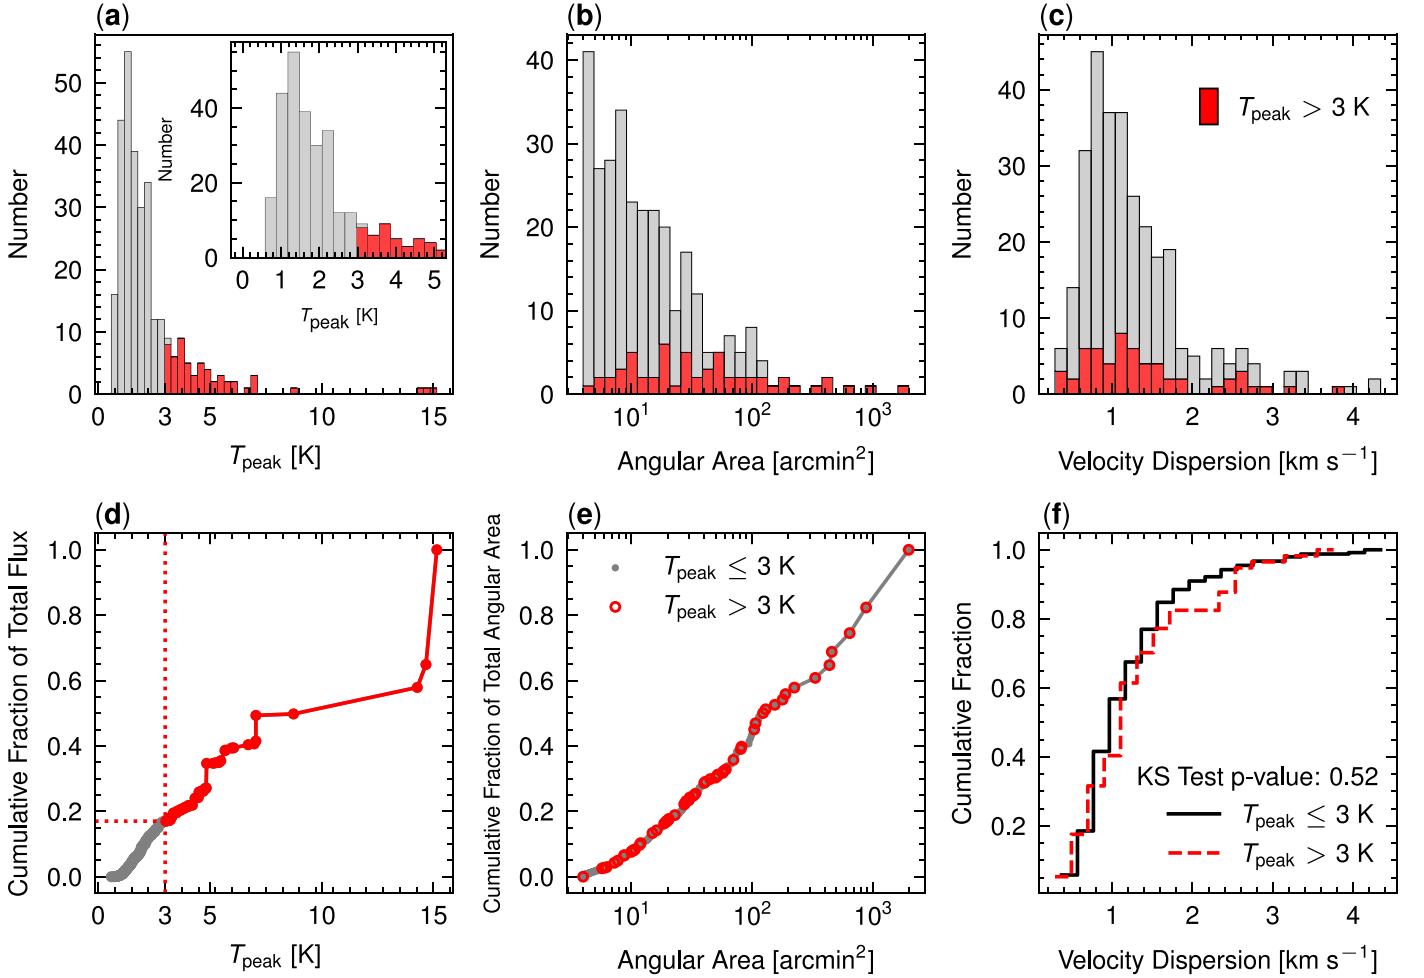 (a)
Number
50
40
30
20
10
0
0
3
5
10
15
T_peak [K]
Number
40
20
0
0
1
2
3
4
5
T_peak [K]
(b)
Number
40
30
20
10
0
10^1
10^2
10^3
Angular Area [arcmin^2]
(c)
Number
40
30
20
10
0
1
2
3
4
T_peak > 3 K
Velocity Dispersion [km s^−1]
(d)
Cumulative Fraction of Total Flux
1.0
0.8
0.6
0.4
0.2
0.0
0
3
5
10
15
T_peak [K]
(e)
Cumulative Fraction of Total Angular Area
1.0
0.8
0.6
0.4
0.2
0.0
T_peak ≤ 3 K
T_peak > 3 K
10^1
10^2
10^3
Angular Area [arcmin^2]
(f)
Cumulative Fraction
1.0
0.8
0.6
0.4
0.2
KS Test p-value: 0.52
T_peak ≤ 3 K
T_peak > 3 K
1
2
3
4
Velocity Dispersion [km s^−1]